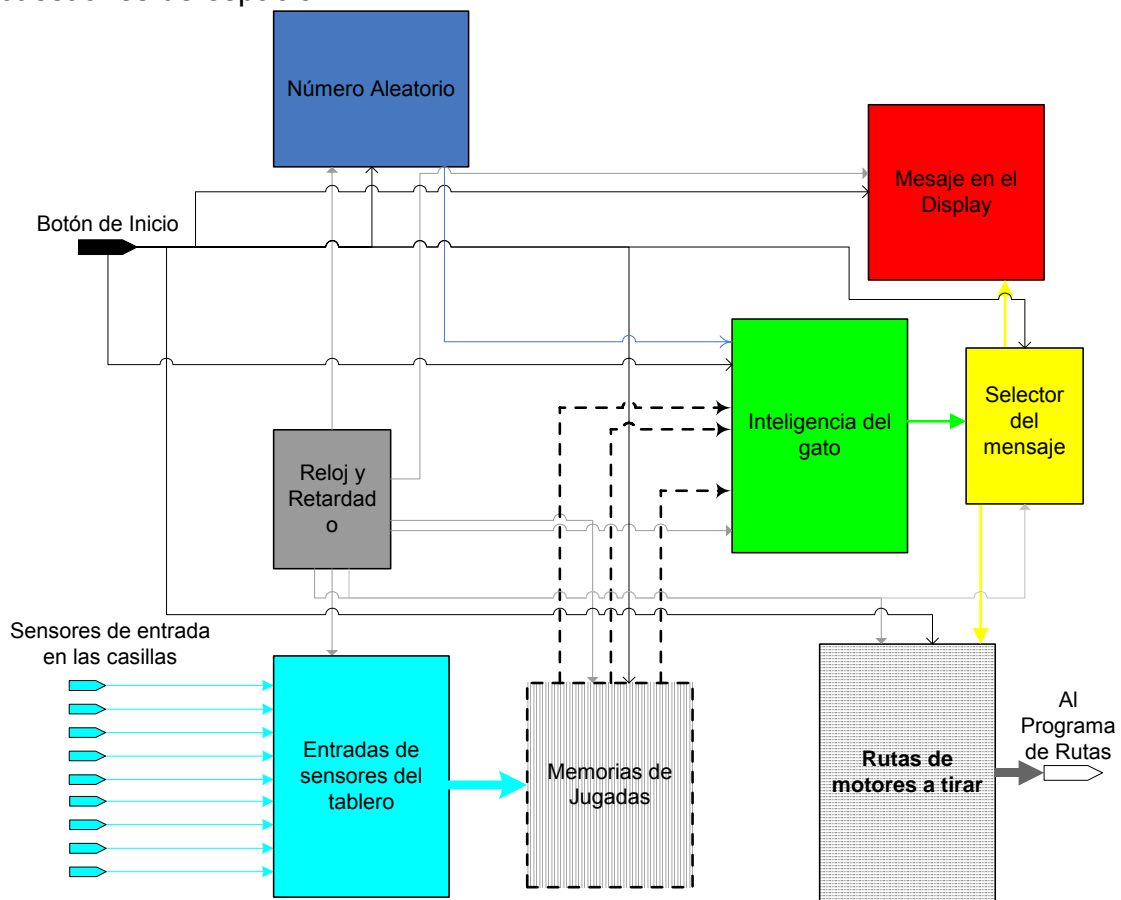 Número Aleatorio
Mesaje en el
Display
Botón de Inicio
Selector
del
mensaje
Inteligencia del
gato
Reloj y
Retardad
o
Sensores de entrada
en las casillas
Entradas de
sensores del
tablero
Memorias de
Jugadas
Rutas de
motores a tirar
Al
Programa
de Rutas